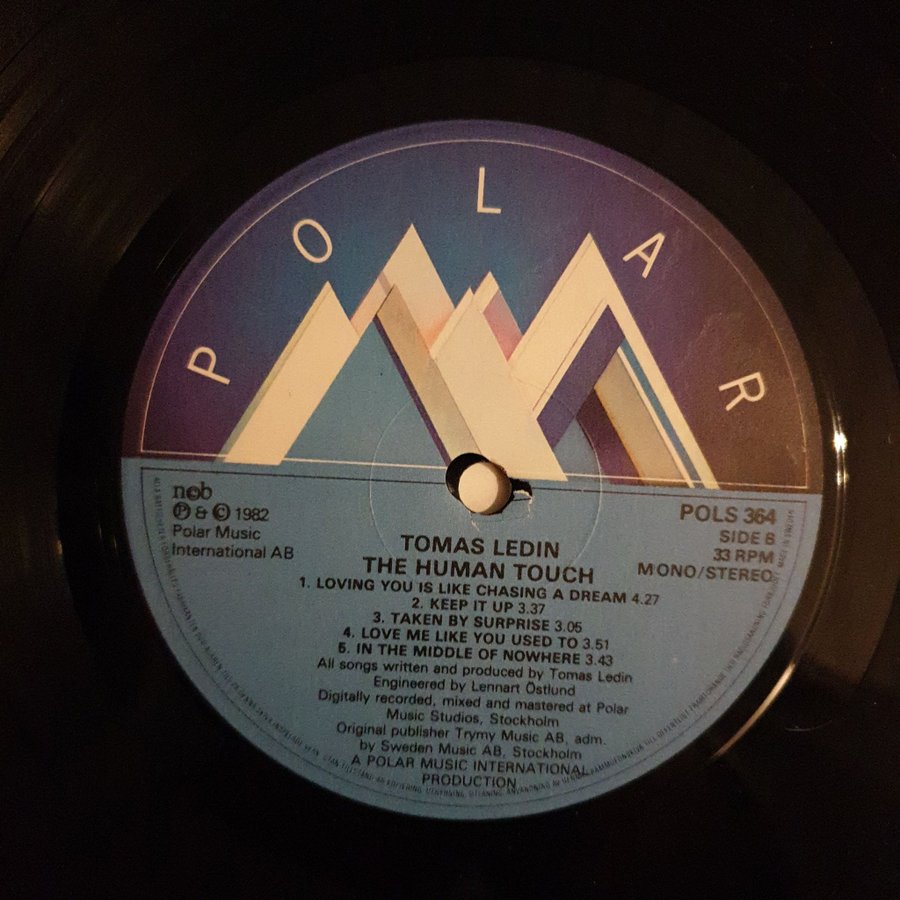 POLAR
ncb
Ⓟ & © 1982
Polar Music
International AB
POLS 364
SIDE B
33 RPM
MONO/STEREO
TOMAS LEDIN
THE HUMAN TOUCH
1. LOVING YOU IS LIKE CHASING A DREAM 4.27
2. KEEP IT UP 3.37
3. TAKEN BY SURPRISE 3.05
4. LOVE ME LIKE YOU USED TO 3.51
5. IN THE MIDDLE OF NOWHERE 3.43
All songs written and produced by Tomas Ledin
Engineered by Lennart Östlund
Digitally recorded, mixed and mastered at Polar
Music Studios, Stockholm
Original publisher Trymy Music AB, adm.
by Sweden Music AB, Stockholm
A POLAR MUSIC INTERNATIONAL
PRODUCTION